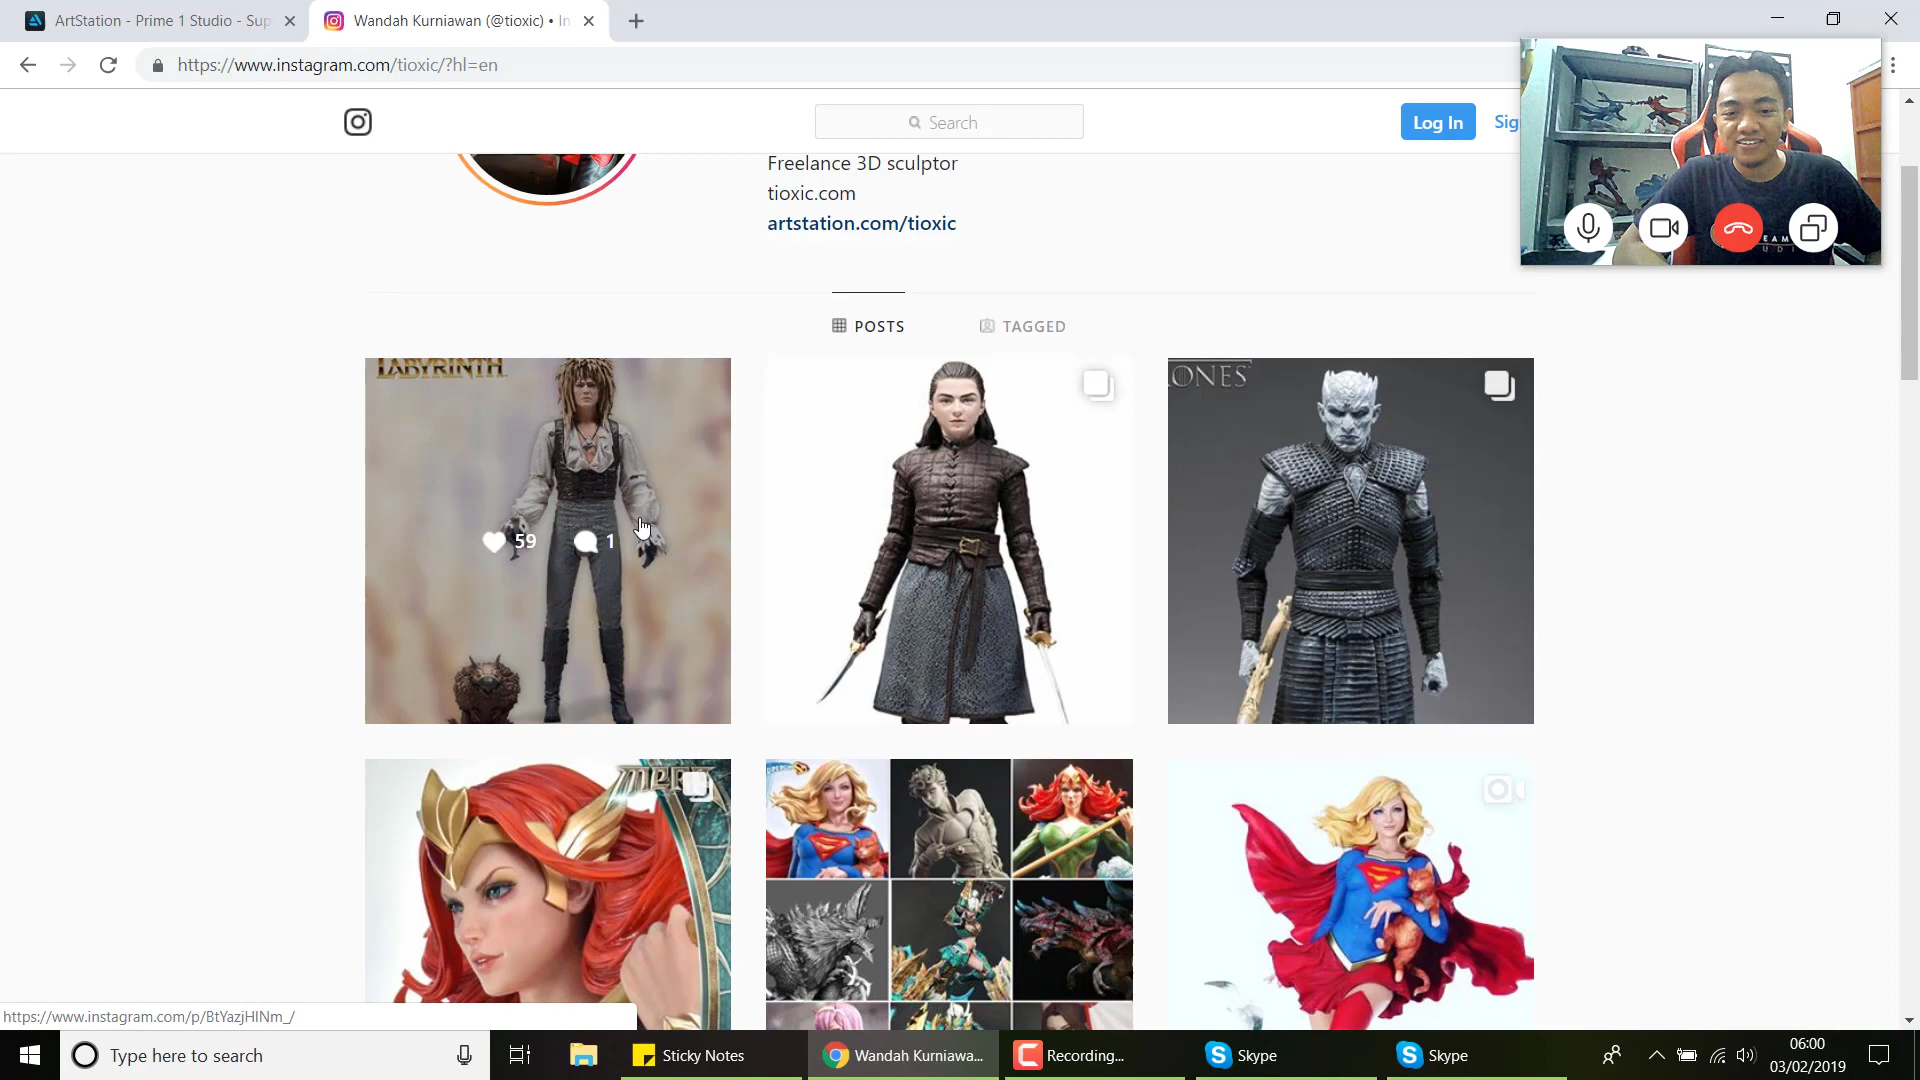 ArtStation - Prime 1 Studio - Sup
Wandah Kurniawan (@tioxic) • In
https://www.instagram.com/tioxic/?hl=en
Search
Log In
Sig
Freelance 3D sculptor
tioxic.com
artstation.com/tioxic
POSTS
TAGGED
LABYRINTH
RONES
59
1
https://www.instagram.com/p/BtYazjHlNm_/
Type here to search
Sticky Notes
Wandah Kurniawa...
Recording...
Skype
Skype
06:00
03/02/2019